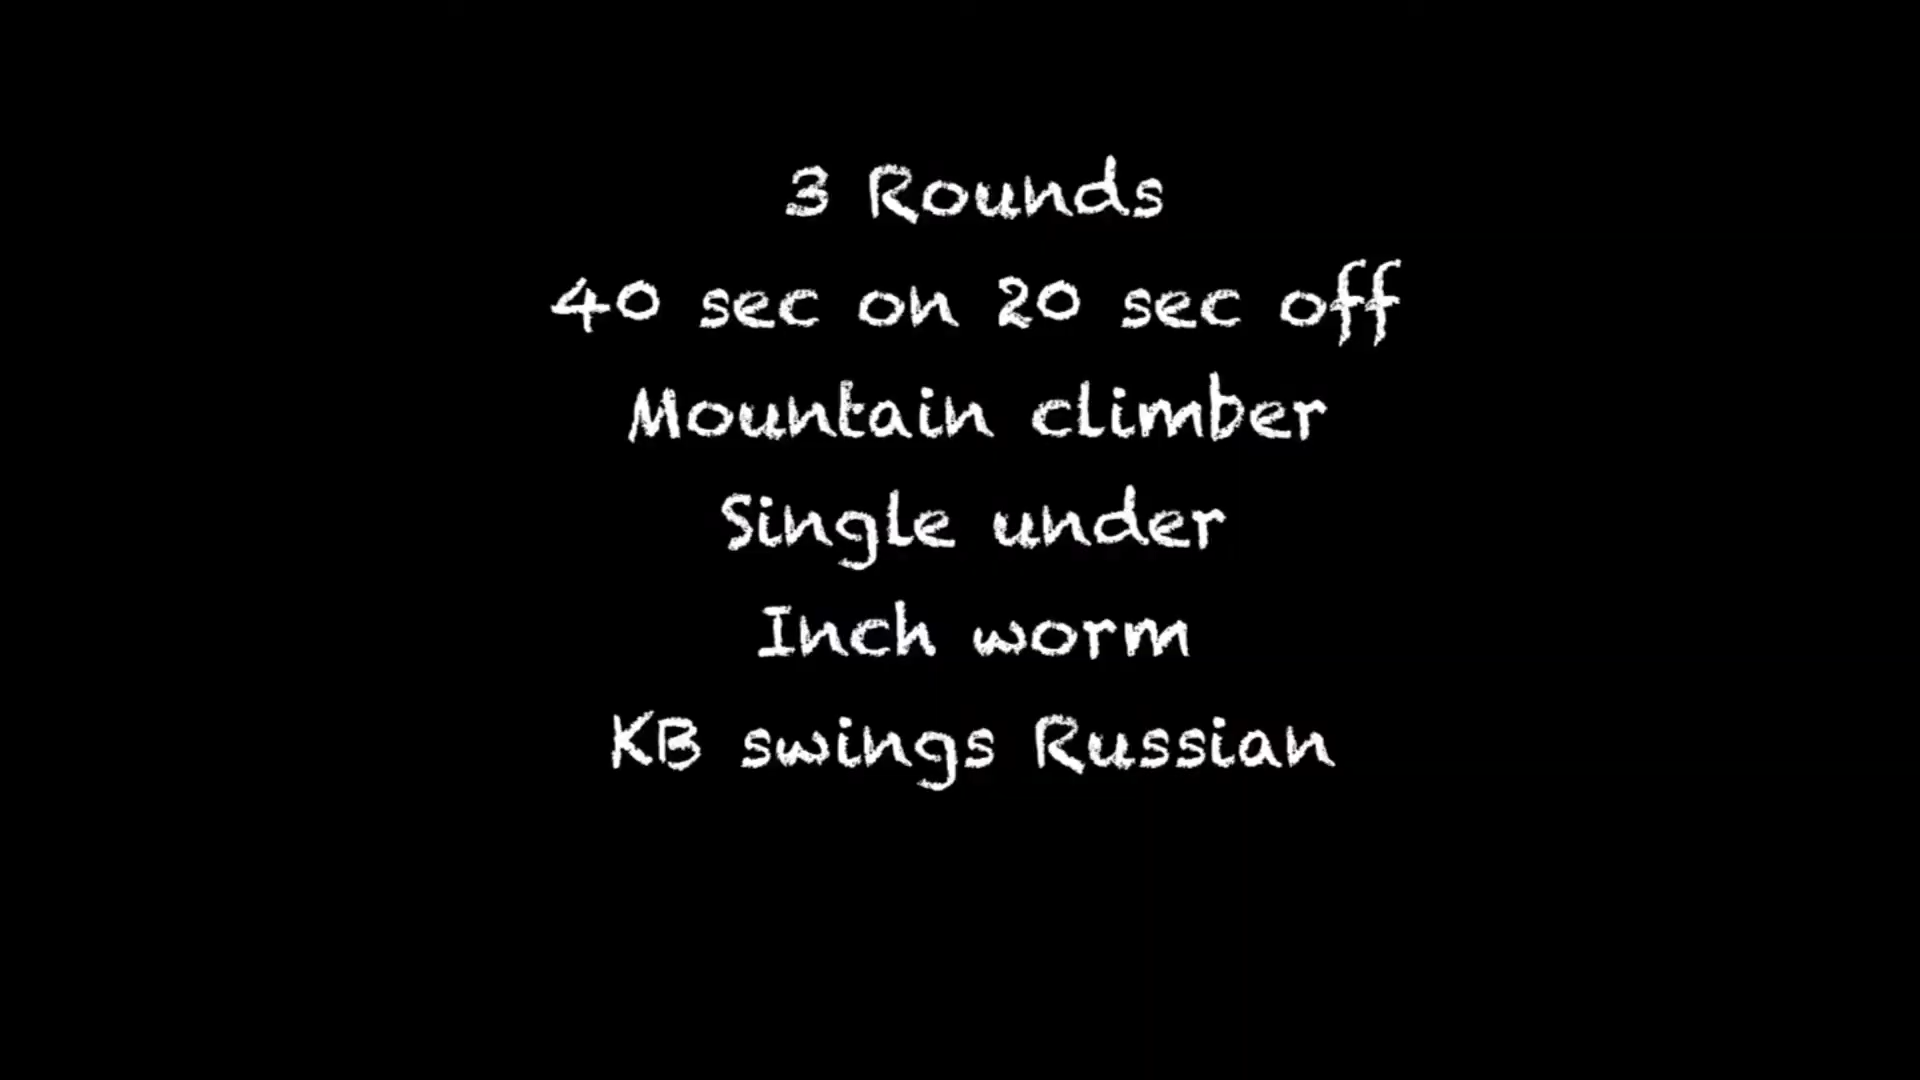 3 Rounds
40 sec on 20 sec off
Mountain climber
Single under
Inch worm
KB swings Russian